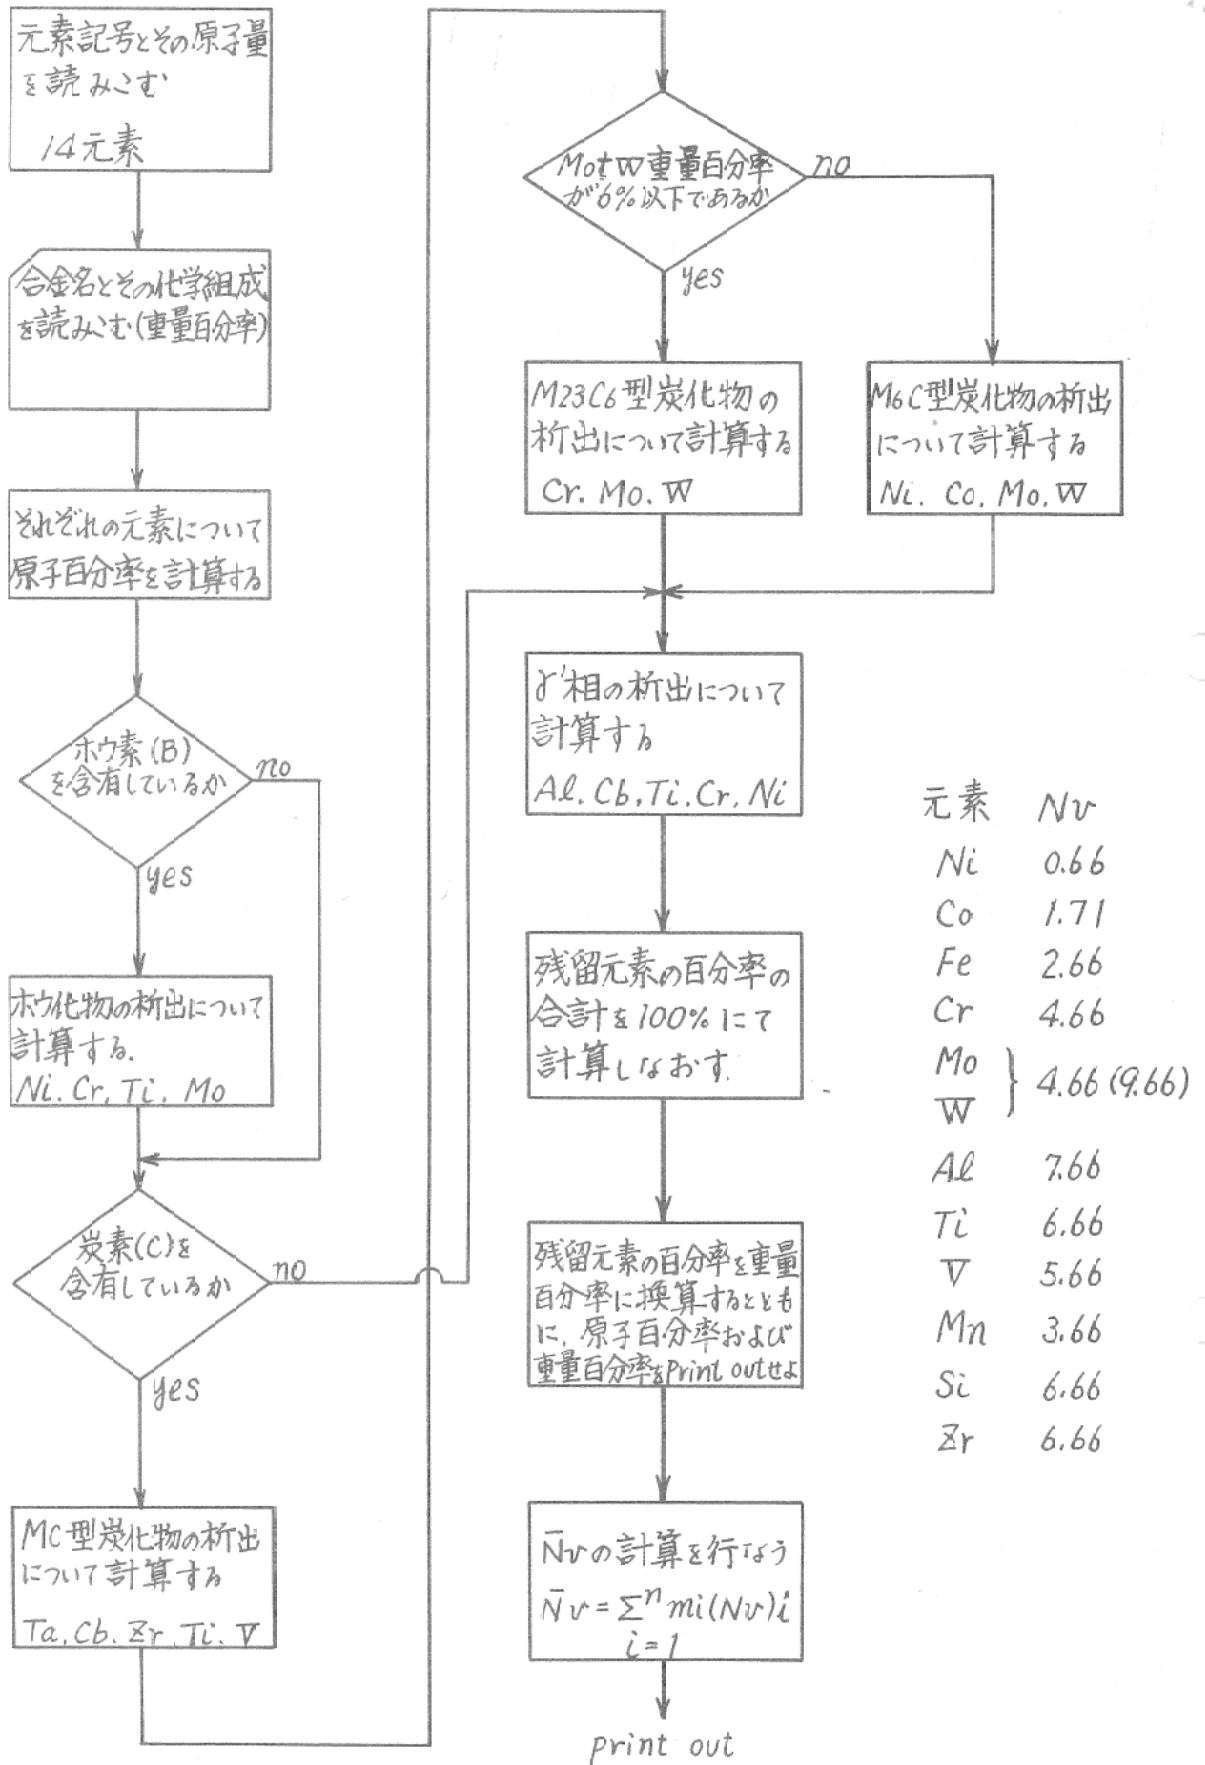 元素記号とその原子量
を読みこむ
14元素
合金名とその化学組成
を読みこむ(重量百分率)
それぞれの元素について
原子百分率を計算する
ホウ素(B)
を含有しているか
no
yes
ホウ化物の析出について
計算する.
Ni. Cr. Ti. Mo
炭素(C)を
含有しているか
no
yes
MC型炭化物の析出
について計算する
Ta. Cb. Zr. Ti. V
Mo+W重量百分率
が6%以下であるか
no
yes
M23C6型炭化物の
析出について計算する
Cr. Mo. W
M6C型炭化物の析出
について計算する
Ni. Co. Mo. W
γ'相の析出について
計算する
Al. Cb. Ti. Cr. Ni
残留元素の百分率の
合計を100%にて
計算しなおす.
残留元素の百分率を重量
百分率に換算するととも
に、原子百分率および
重量百分率をprint outせよ
N̄vの計算を行なう
N̄v=Σⁿmi(Nv)i
i=1
print out
元素 Nv
Ni 0.66
Co 1.71
Fe 2.66
Cr 4.66
Mo
W } 4.66 (9.66)
Al 7.66
Ti 6.66
V 5.66
Mn 3.66
Si 6.66
Zr 6.66